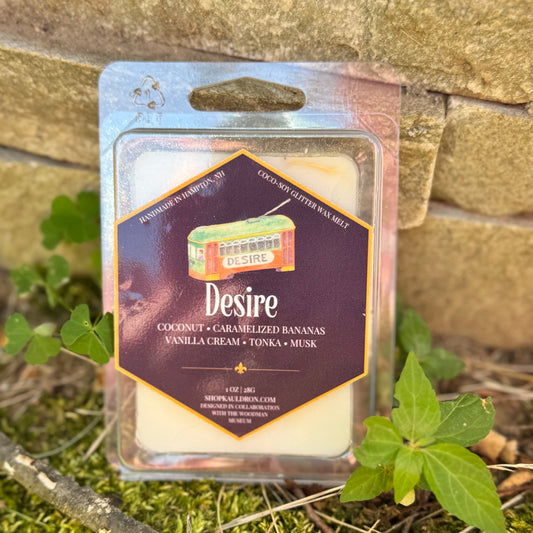 HANDMADE IN HAMPTON, NH
COCO-SOY GLITTER WAX MELT
DESIRE
Desire
COCONUT • CARAMELIZED BANANAS
VANILLA CREAM • TONKA • MUSK
1 OZ | 28G
SHOPKAULDRON.COM
DESIGNED IN COLLABORATION
WITH THE WOODMAN
MUSEUM